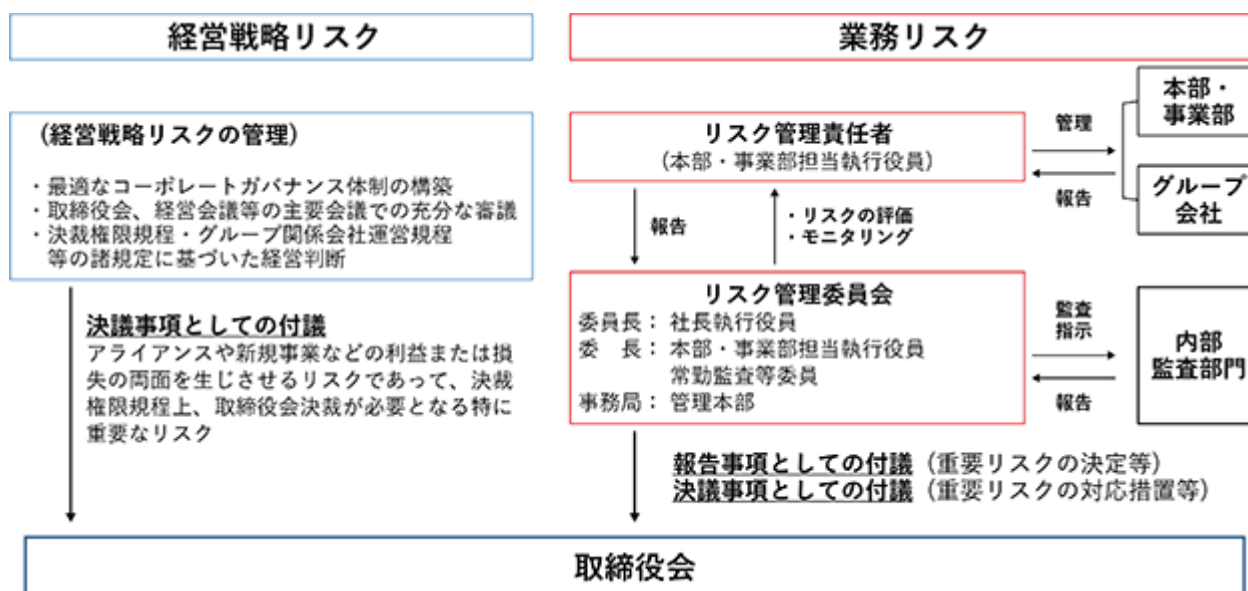 経営戦略リスク
(経営戦略リスクの管理)
・最適なコーポレートガバナンス体制の構築
・取締役会、経営会議等の主要会議での充分な審議
・決裁権限規程・グループ関係会社運営規程
等の諸規定に基づいた経営判断
決議事項としての付議
アライアンスや新規事業などの利益または損
失の両面を生じさせるリスクであって、決裁
権限規程上、取締役会決裁が必要となる特に
重要なリスク
業務リスク
リスク管理責任者
(本部・事業部担当執行役員)
管理
報告
本部・
事業部
グループ
会社
報告
・リスクの評価
・モニタリング
リスク管理委員会
委員長： 社長執行役員
委　長： 本部・事業部担当執行役員
常勤監査等委員
事務局： 管理本部
監査
指示
報告
内部
監査部門
報告事項としての付議（重要リスクの決定等）
決議事項としての付議（重要リスクの対応措置等）
取締役会